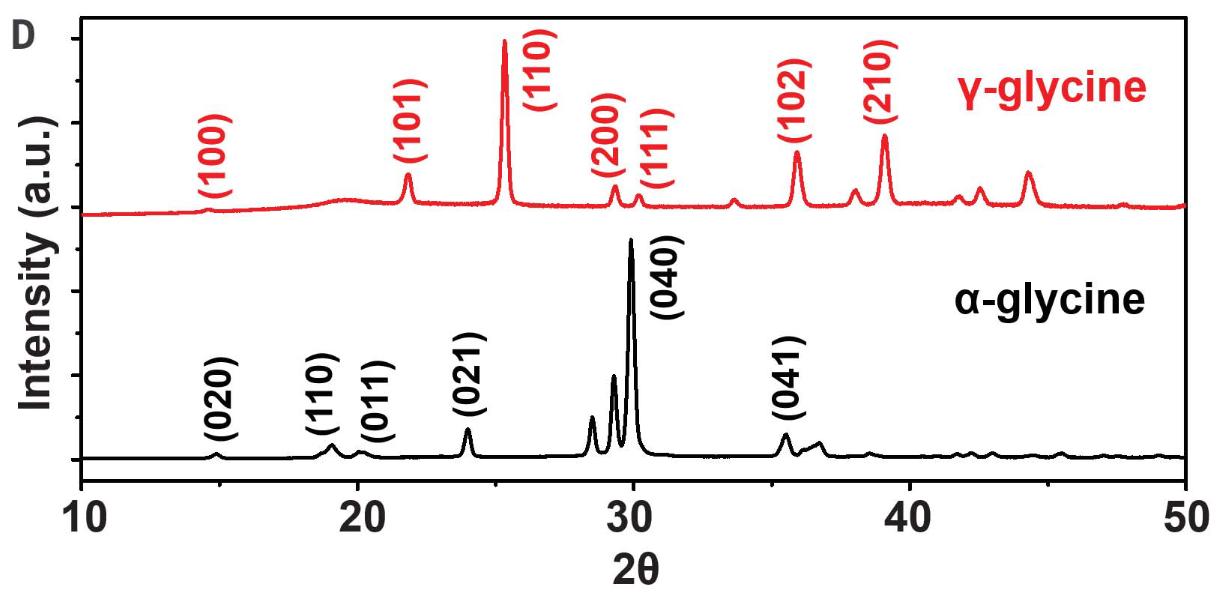 D
(100)
(101)
(110)
(200)
(111)
(102)
(210)
γ-glycine
Intensity (a.u.)
(020)
(110)
(011)
(021)
(040)
(041)
α-glycine
10 20 30 40 50
2θ